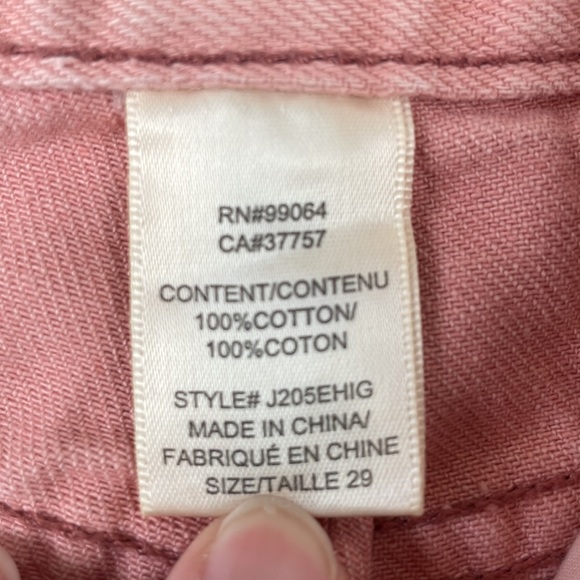 RN#99064
CA#37757
CONTENT/CONTENU
100%COTTON/
100%COTON
STYLE# J205EHIG
MADE IN CHINA/
FABRIQUÉ EN CHINE
SIZE/TAILLE 29